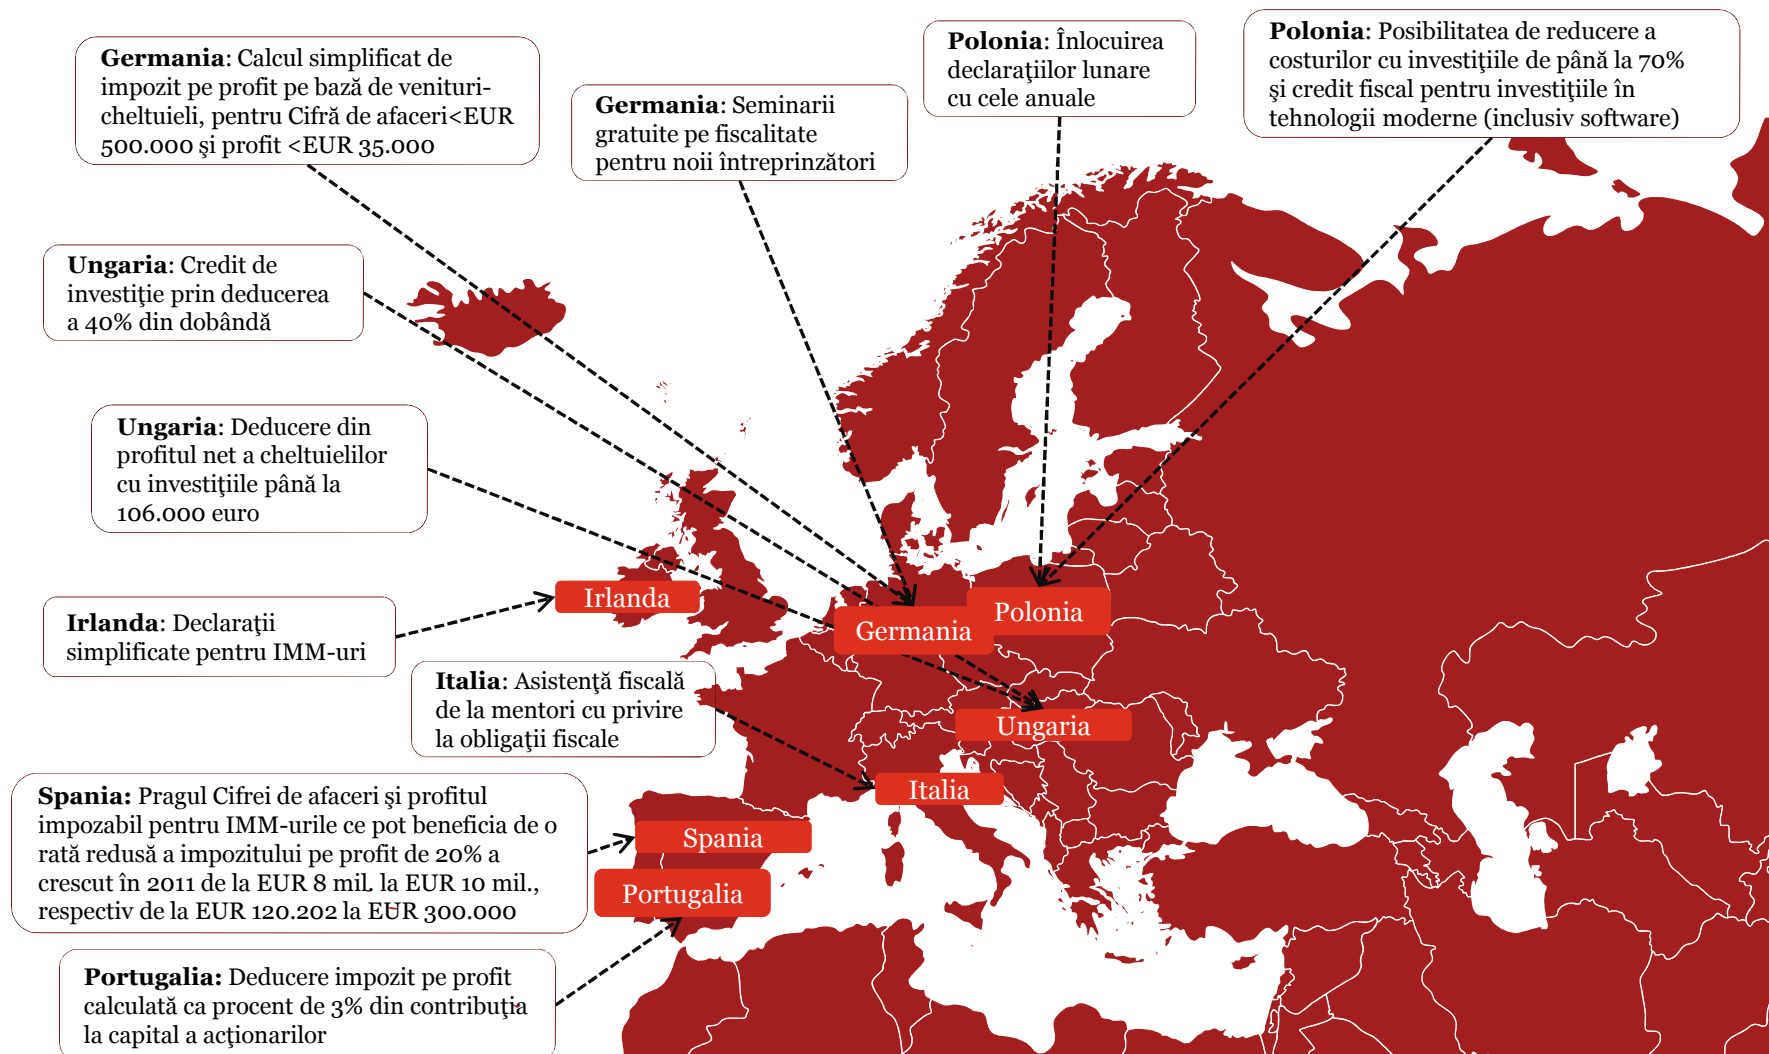 Germania: Calcul simplificat de
impozit pe profit pe bază de venituri-
cheltuieli, pentru Cifră de afaceri<EUR
500.000 şi profit <EUR 35.000
Germania: Seminarii
gratuite pe fiscalitate
pentru noii întreprinzători
Polonia: Înlocuirea
declaraţiilor lunare
cu cele anuale
Polonia: Posibilitatea de reducere a
costurilor cu investiţiile de până la 70%
şi credit fiscal pentru investiţiile în
tehnologii moderne (inclusiv software)
Ungaria: Credit de
investiţie prin deducerea
a 40% din dobândă
Ungaria: Deducere din
profitul net a cheltuielilor
cu investiţiile până la
106.000 euro
Irlanda: Declaraţii
simplificate pentru IMM-uri
Italia: Asistenţă fiscală
de la mentori cu privire
la obligaţii fiscale
Spania: Pragul Cifrei de afaceri şi profitul
impozabil pentru IMM-urile ce pot beneficia de o
rată redusă a impozitului pe profit de 20% a
crescut în 2011 de la EUR 8 mil. la EUR 10 mil.,
respectiv de la EUR 120.202 la EUR 300.000
Portugalia: Deducere impozit pe profit
calculată ca procent de 3% din contribuţia
la capital a acţionarilor
Irlanda
Germania
Polonia
Ungaria
Italia
Spania
Portugalia